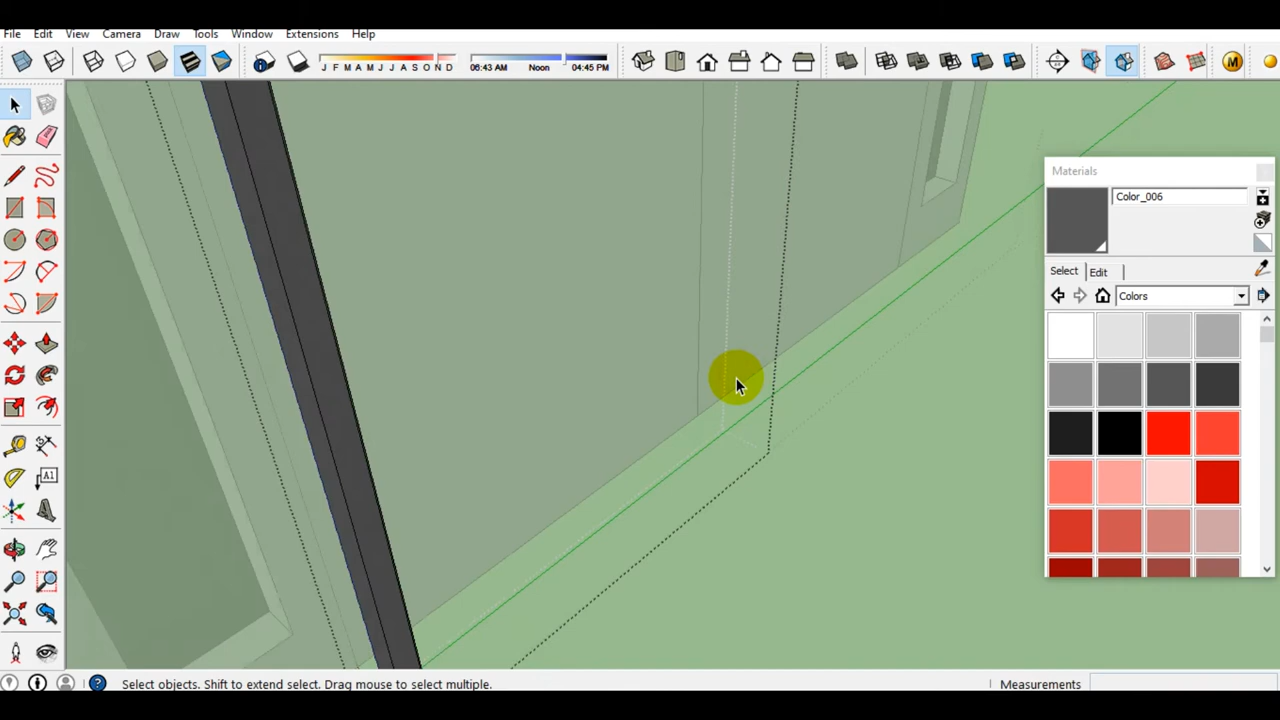 File Edit View Camera Draw Tools Window Extensions Help
J F M A M J J A S O N D 06:43 AM Noon 04:45 PM M
Materials
Color_006
Select Edit
Colors
A1
Select objects. Shift to extend select. Drag mouse to select multiple. Measurements